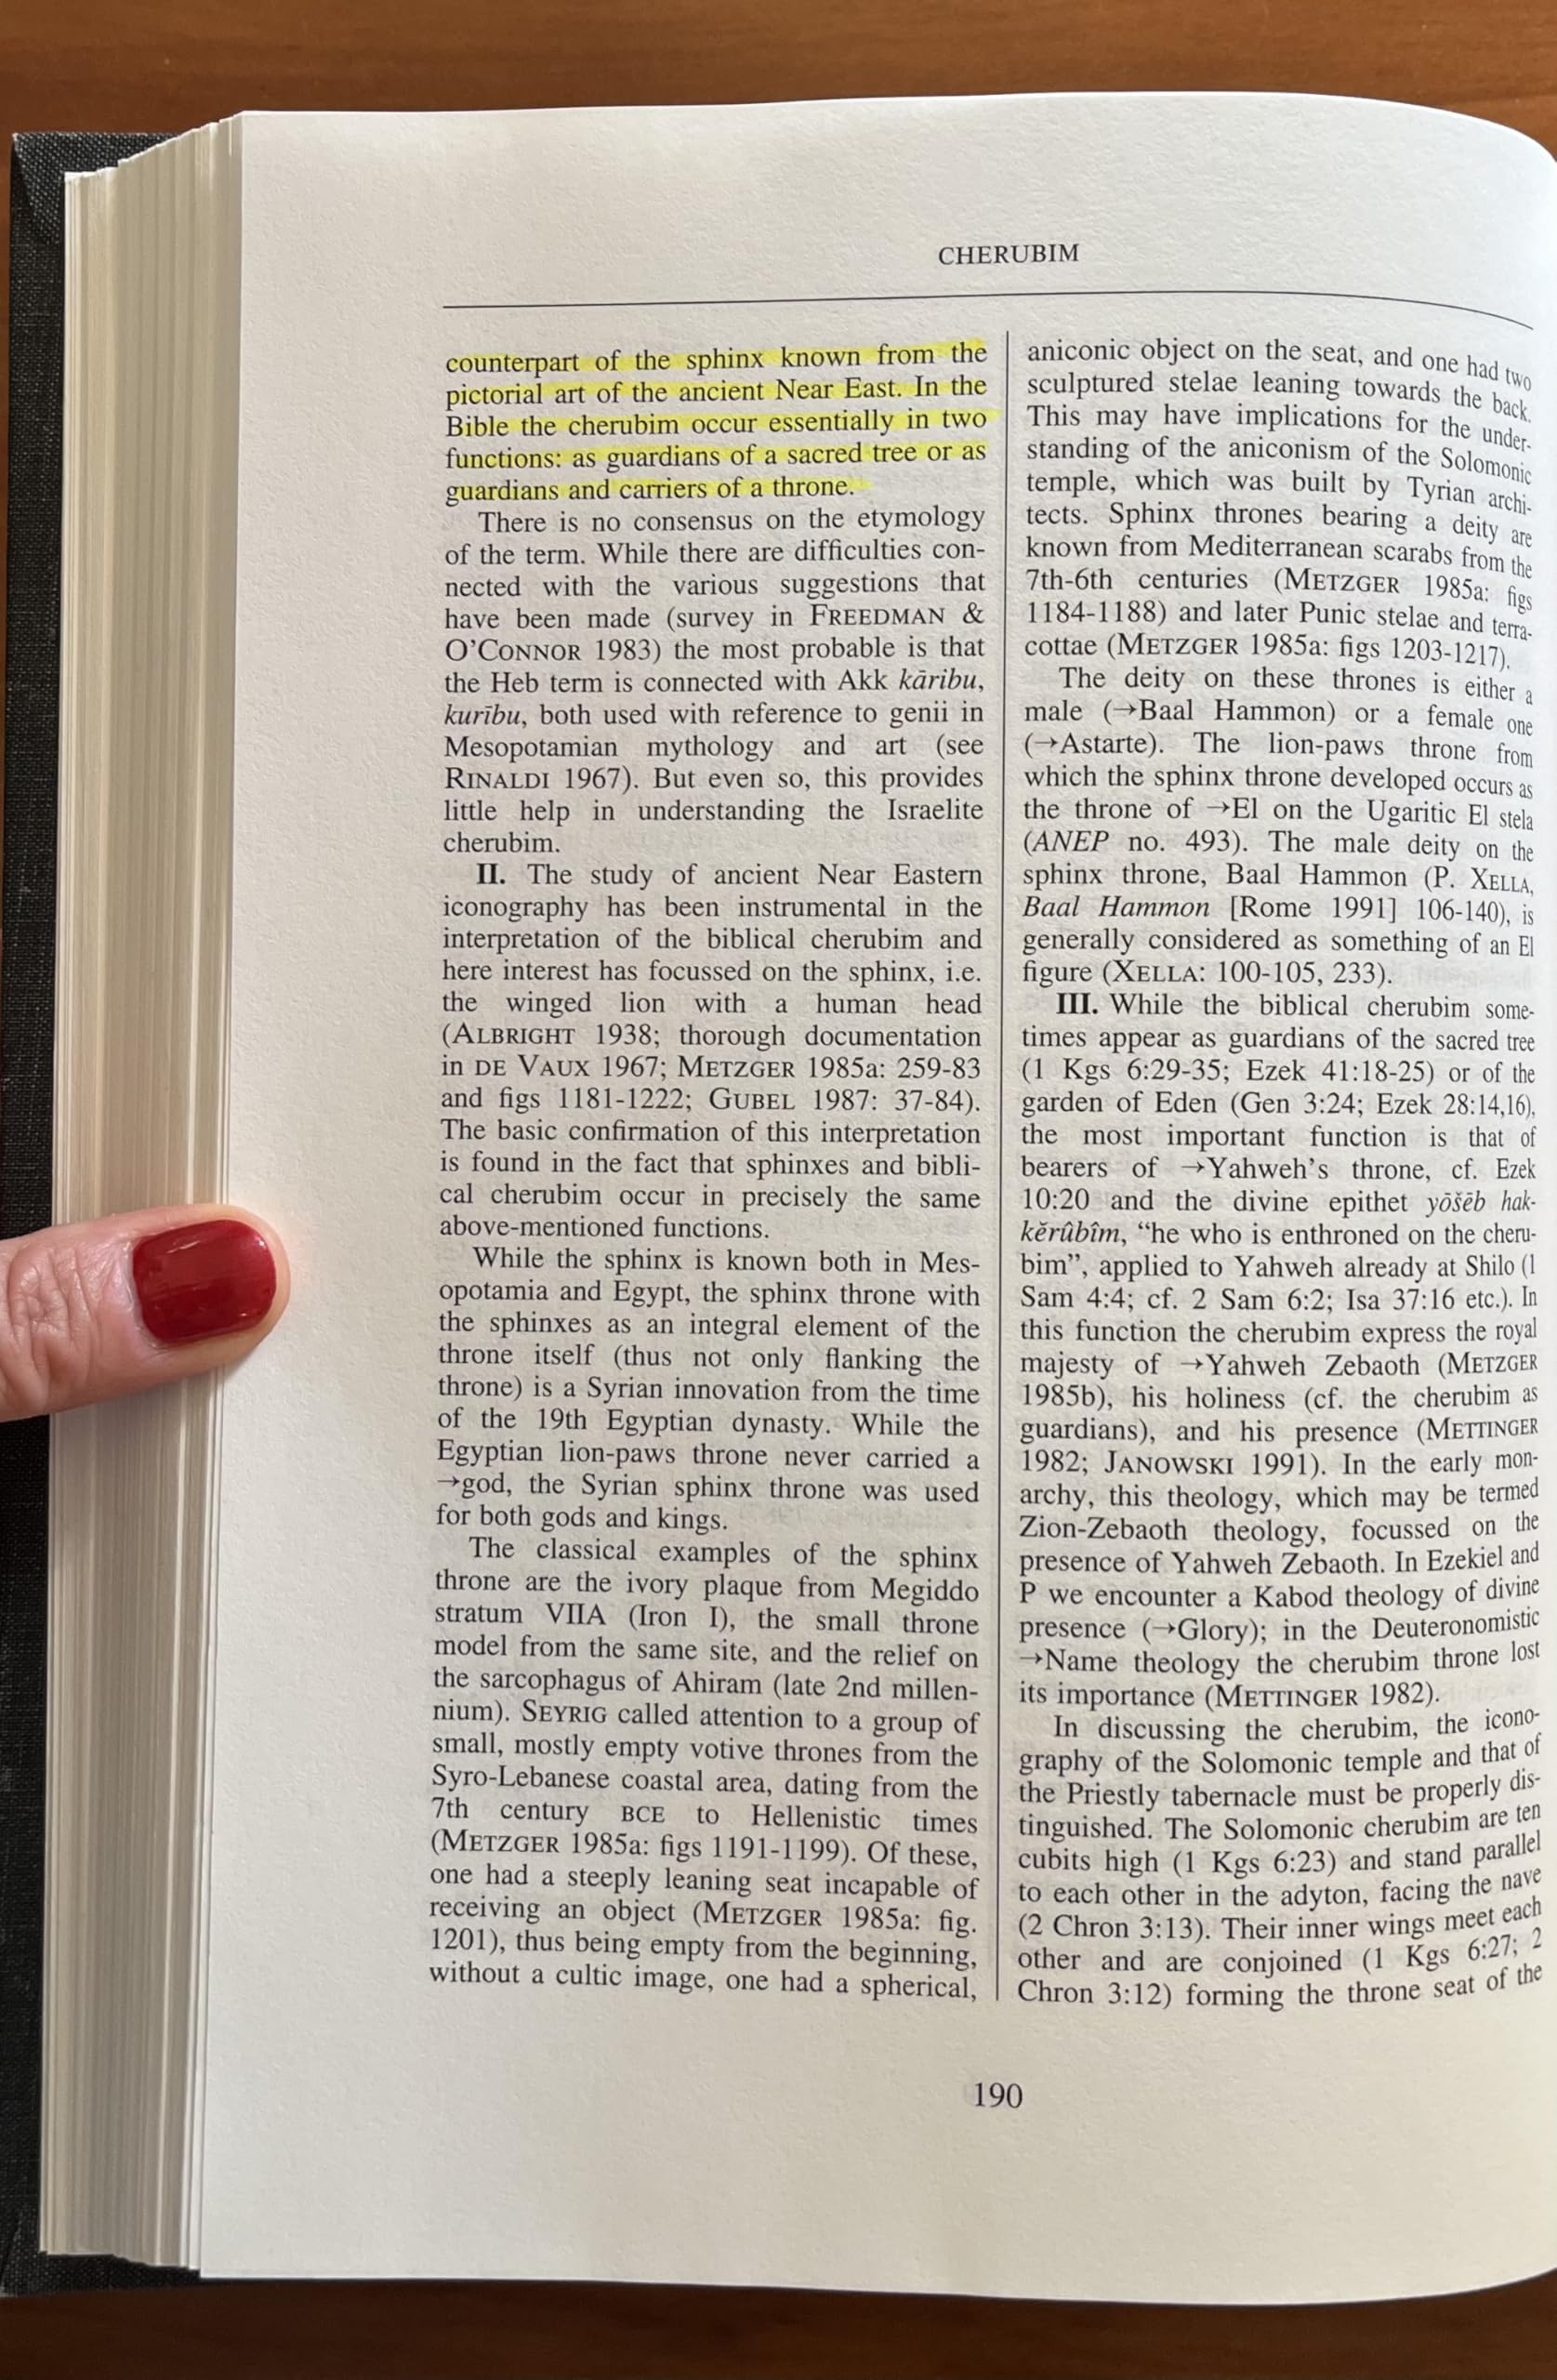 CHERUBIM
counterpart of the sphinx known from the
pictorial art of the ancient Near East. In the
Bible the cherubim occur essentially in two
functions: as guardians of a sacred tree or as
guardians and carriers of a throne.
There is no consensus on the etymology
of the term. While there are difficulties con-
nected with the various suggestions that
have been made (survey in FREEDMAN &
O'CONNOR 1983) the most probable is that
the Heb term is connected with Akk kāribu,
kurību, both used with reference to genii in
Mesopotamian mythology and art (see
RINALDI 1967). But even so, this provides
little help in understanding the Israelite
cherubim.
II. The study of ancient Near Eastern
iconography has been instrumental in the
interpretation of the biblical cherubim and
here interest has focussed on the sphinx, i.e.
the winged lion with a human head
(ALBRIGHT 1938; thorough documentation
in DE VAUX 1967; METZGER 1985a: 259-83
and figs 1181-1222; GUBEL 1987: 37-84).
The basic confirmation of this interpretation
is found in the fact that sphinxes and bibli-
cal cherubim occur in precisely the same
above-mentioned functions.
While the sphinx is known both in Mes-
opotamia and Egypt, the sphinx throne with
the sphinxes as an integral element of the
throne itself (thus not only flanking the
throne) is a Syrian innovation from the time
of the 19th Egyptian dynasty. While the
Egyptian lion-paws throne never carried a
→god, the Syrian sphinx throne was used
for both gods and kings.
The classical examples of the sphinx
throne are the ivory plaque from Megiddo
stratum VIIA (Iron I), the small throne
model from the same site, and the relief on
the sarcophagus of Ahiram (late 2nd millen-
nium). SEYRIG called attention to a group of
small, mostly empty votive thrones from the
Syro-Lebanese coastal area, dating from the
7th century BCE to Hellenistic times
(METZGER 1985a: figs 1191-1199). Of these,
one had a steeply leaning seat incapable of
receiving an object (METZGER 1985a: fig.
1201), thus being empty from the beginning,
without a cultic image, one had a spherical,
aniconic object on the seat, and one had two
sculptured stelae leaning towards the back.
This may have implications for the under-
standing of the aniconism of the Solomonic
temple, which was built by Tyrian archi-
tects. Sphinx thrones bearing a deity are
known from Mediterranean scarabs from the
7th-6th centuries (METZGER 1985a: figs
1184-1188) and later Punic stelae and terra-
cottae (METZGER 1985a: figs 1203-1217).
The deity on these thrones is either a
male (→Baal Hammon) or a female one
(→Astarte). The lion-paws throne from
which the sphinx throne developed occurs as
the throne of →El on the Ugaritic El stela
(ANEP no. 493). The male deity on the
sphinx throne, Baal Hammon (P. XELLA,
Baal Hammon [Rome 1991] 106-140), is
generally considered as something of an El
figure (XELLA: 100-105, 233).
III. While the biblical cherubim some-
times appear as guardians of the sacred tree
(1 Kgs 6:29-35; Ezek 41:18-25) or of the
garden of Eden (Gen 3:24; Ezek 28:14,16),
the most important function is that of
bearers of →Yahweh's throne, cf. Ezek
10:20 and the divine epithet yōšēb hak-
kĕrûbîm, "he who is enthroned on the cheru-
bim", applied to Yahweh already at Shilo (1
Sam 4:4; cf. 2 Sam 6:2; Isa 37:16 etc.). In
this function the cherubim express the royal
majesty of →Yahweh Zebaoth (METZGER
1985b), his holiness (cf. the cherubim as
guardians), and his presence (METTINGER
1982; JANOWSKI 1991). In the early mon-
archy, this theology, which may be termed
Zion-Zebaoth theology, focussed on the
presence of Yahweh Zebaoth. In Ezekiel and
P we encounter a Kabod theology of divine
presence (→Glory); in the Deuteronomistic
→Name theology the cherubim throne lost
its importance (METTINGER 1982).
In discussing the cherubim, the icono-
graphy of the Solomonic temple and that of
the Priestly tabernacle must be properly dis-
tinguished. The Solomonic cherubim are ten
cubits high (1 Kgs 6:23) and stand parallel
to each other in the adyton, facing the nave
(2 Chron 3:13). Their inner wings meet each
other and are conjoined (1 Kgs 6:27; 2
Chron 3:12) forming the throne seat of the
190